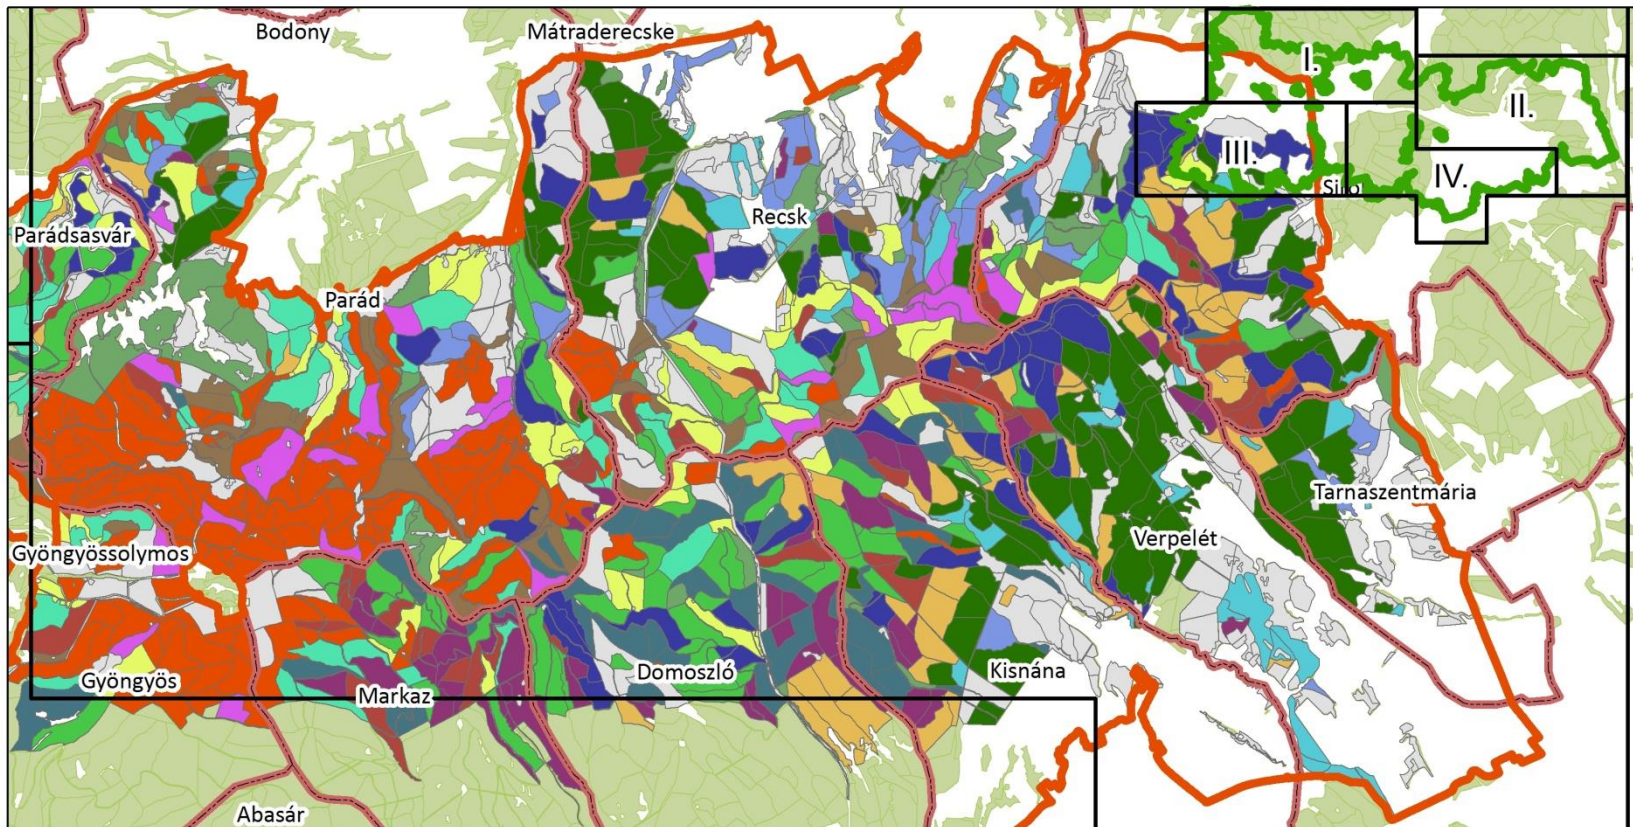 Bodony
Mátraderecske
I.
II.
III.
IV.
Recsk
Parádsasvár
Parád
Tarnaszentmária
Verpelét
Gyöngyössolymos
Gyöngyös
Markaz
Domoszló
Kisnána
Abasár